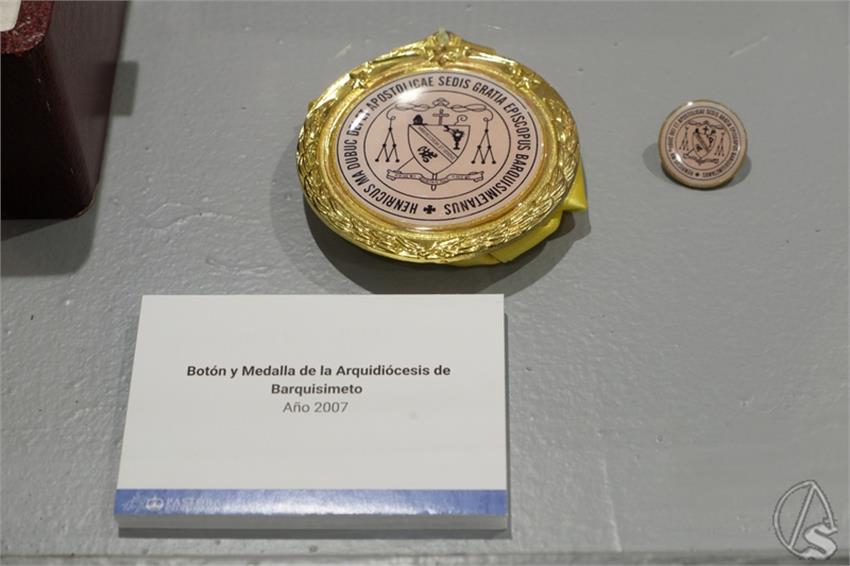 HENRICUS MA DUBUC DEI ET APOSTOLICAE SEDIS GRATIA EPISCOPUS BARQUISIMETANUS
Botón y Medalla de la Arquidiócesis de
Barquisimeto
Año 2007